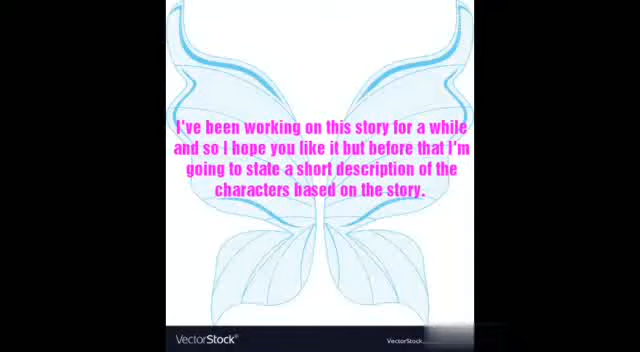 I've been working on this story for a while
and so I hope you like it but before that I'm
going to state a short description of the
characters based on the story.
VectorStock®
VectorStock